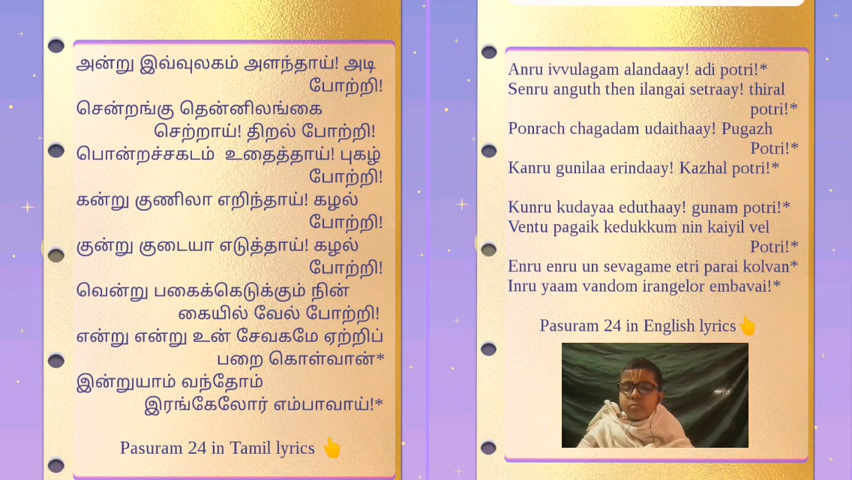 அன்று இவ்வுலகம் அளந்தாய்! அடி
போற்றி!
சென்றங்கு தென்னிலங்கை
செற்றாய்! திறல் போற்றி!
பொன்றச்சகடம் உதைத்தாய்! புகழ்
போற்றி!
கன்று குணிலா எறிந்தாய்! கழல்
போற்றி!
குன்று குடையா எடுத்தாய்! கழல்
போற்றி!
வென்று பகைக்கெடுக்கும் நின்
கையில் வேல் போற்றி!
என்று என்று உன் சேவகமே ஏற்றிப்
பறை கொள்வான்*
இன்றுயாம் வந்தோம்
இரங்கேலோர் எம்பாவாய்!*
Pasuram 24 in Tamil lyrics 👆
Anru ivvulagam alandaay! adi potri!*
Senru anguth then ilangai setraay! thiral
potri!*
Ponrach chagadam udaithaay! Pugazh
Potri!*
Kanru gunilaa erindaay! Kazhal potri!*
Kunru kudayaa eduthaay! gunam potri!*
Ventu pagaik kedukkum nin kaiyil vel
Potri!*
Enru enru un sevagame etri parai kolvan*
Inru yaam vandom irangelor embavai!*
Pasuram 24 in English lyrics👆